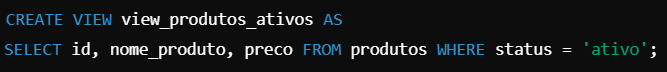 CREATE VIEW view_produtos_ativos AS
SELECT id, nome_produto, preco FROM produtos WHERE status = 'ativo';